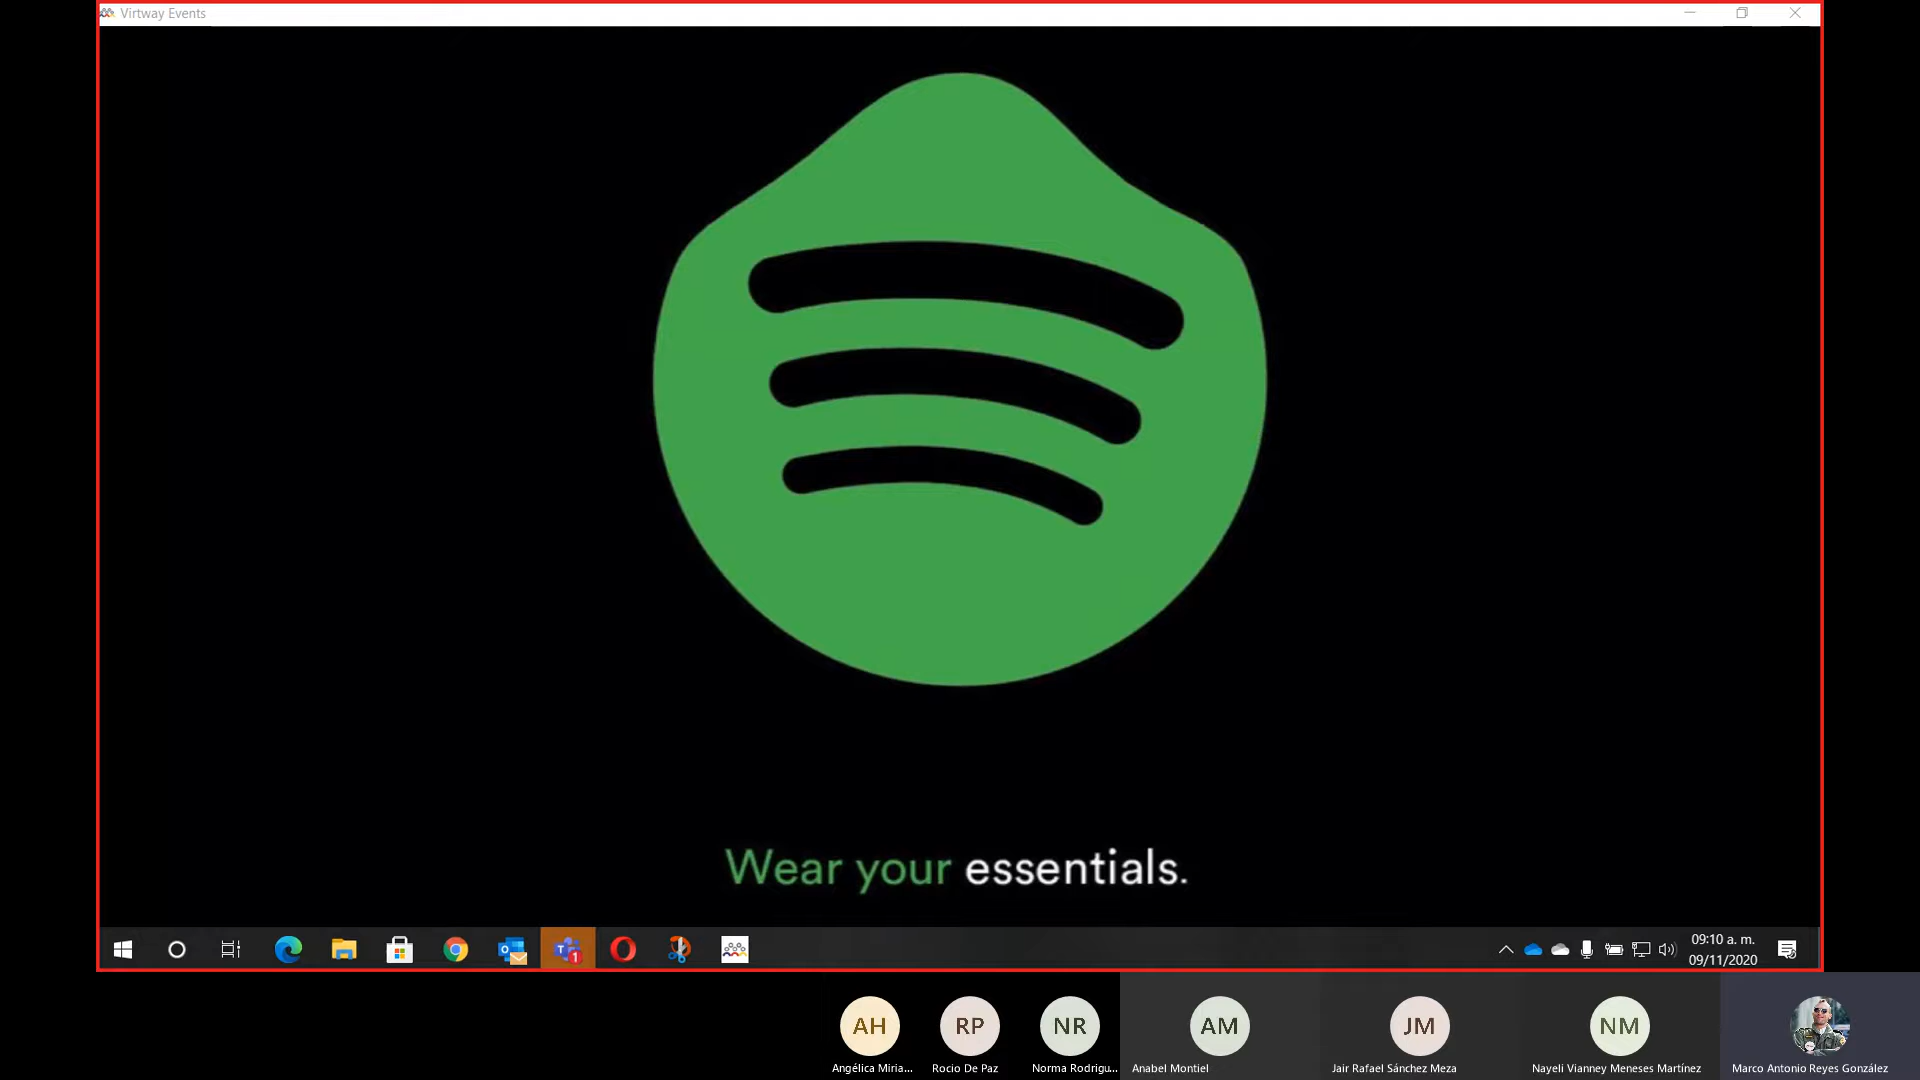 Virtway Events
Wear your essentials.
1
09:10 a. m.
09/11/2020
AH
RP
NR
AM
JM
NM
Angélica Miria...
Rocio De Paz
Norma Rodrigu...
Anabel Montiel
Jair Rafael Sánchez Meza
Nayeli Vianney Meneses Martínez
Marco Antonio Reyes González